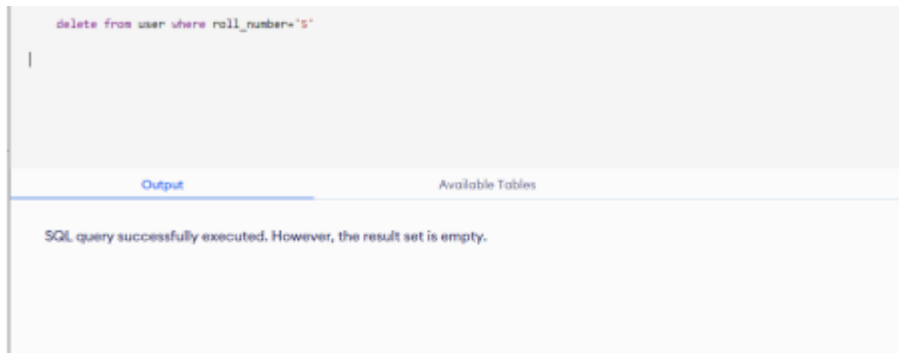 delete from user where roll_number='5'
Output
Available Tables
SQL query successfully executed. However, the result set is empty.